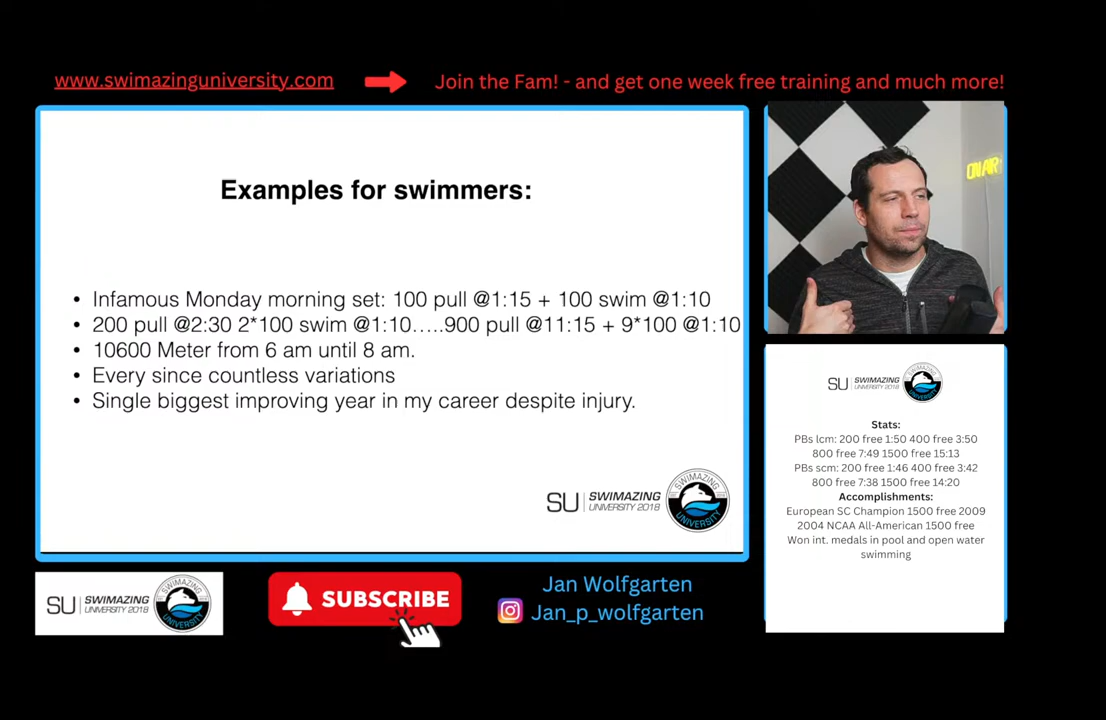 www.swimazinguniversity.com
Join the Fam! - and get one week free training and much more!
Examples for swimmers:
• Infamous Monday morning set: 100 pull @1:15 + 100 swim @1:10
• 200 pull @2:30 2*100 swim @1:10.....900 pull @11:15 + 9*100 @1:10
• 10600 Meter from 6 am until 8 am.
• Every since countless variations
• Single biggest improving year in my career despite injury.
SU | SWIMAZING
UNIVERSITY 2018
SWIMAZING
UNIVERSITY
ON AIR
SU | SWIMAZING
UNIVERSITY 2018
Stats:
PBs lcm: 200 free 1:50 400 free 3:50
800 free 7:49 1500 free 15:13
PBs scm: 200 free 1:46 400 free 3:42
800 free 7:38 1500 free 14:20
Accomplishments:
European SC Champion 1500 free 2009
2004 NCAA All-American 1500 free
Won int. medals in pool and open water
swimming
SU | SWIMAZING
UNIVERSITY 2018
SWIMAZING
UNIVERSITY
SUBSCRIBE
Jan Wolfgarten
Jan_p_wolfgarten